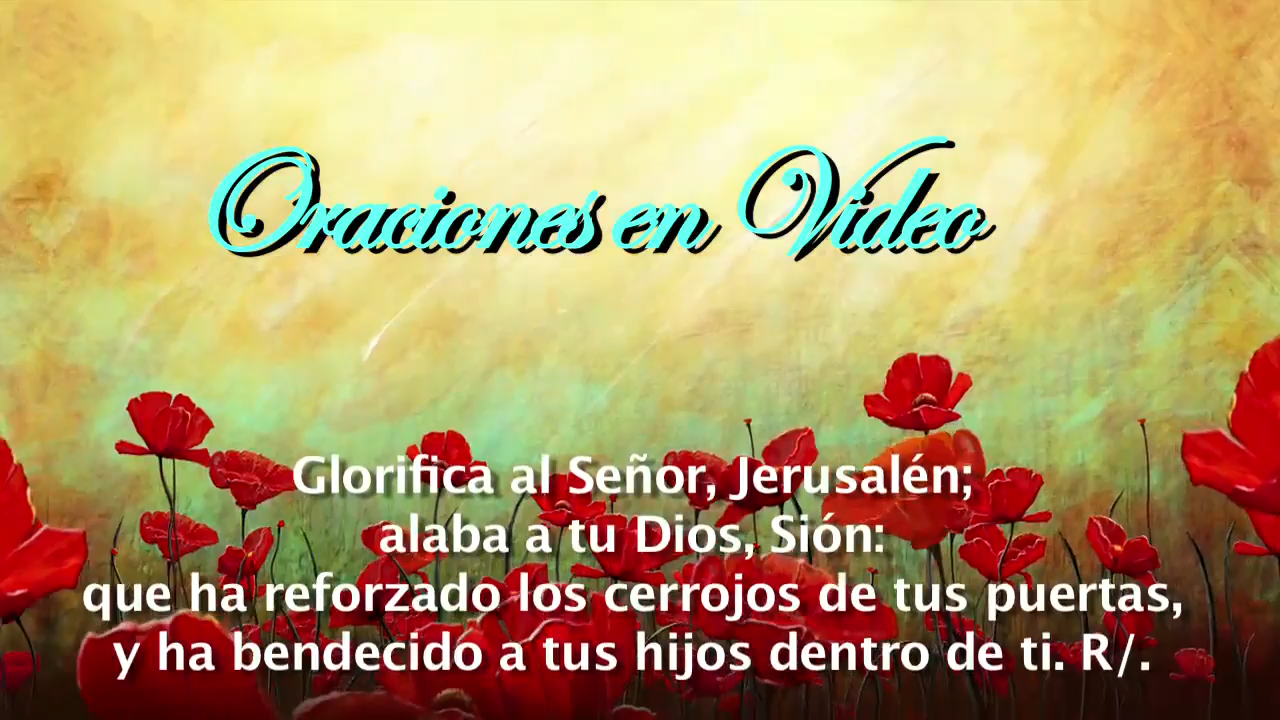 Oraciones en Video
Glorifica al Señor, Jerusalén;
alaba a tu Dios, Sión:
que ha reforzado los cerrojos de tus puertas,
y ha bendecido a tus hijos dentro de ti. R/.